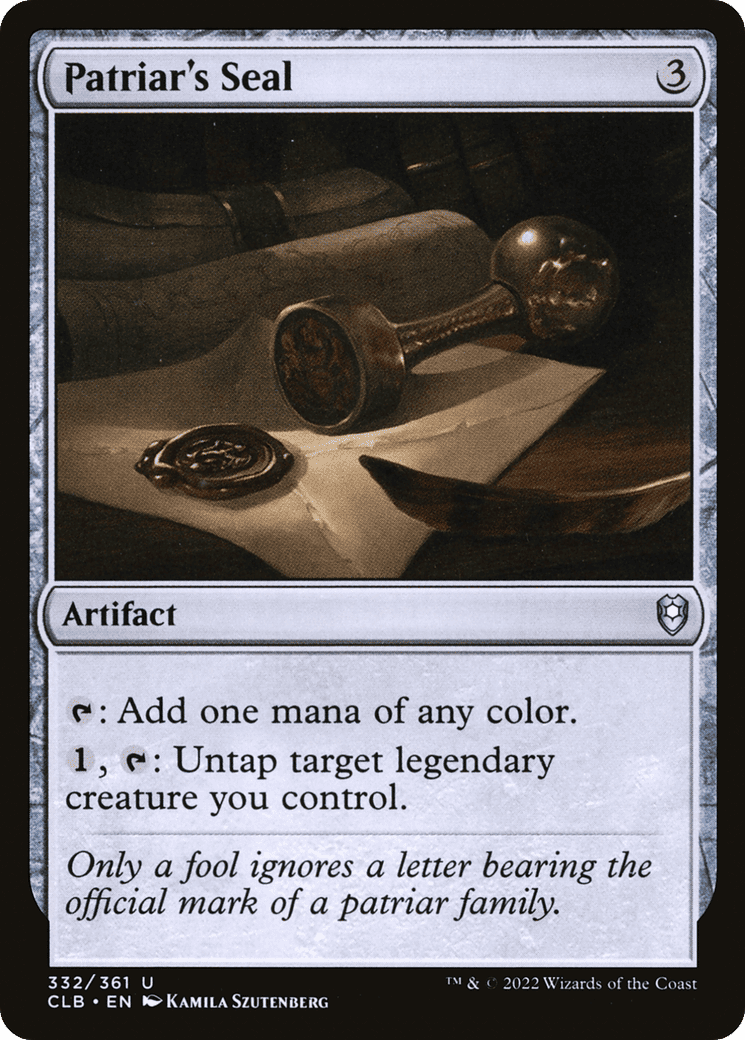 Patriar's Seal 3
Artifact
: Add one mana of any color.
1, : Untap target legendary
creature you control.
Only a fool ignores a letter bearing the
official mark of a patriar family.
332/361 U
CLB • EN Kamila Szutenberg
™ & © 2022 Wizards of the Coast